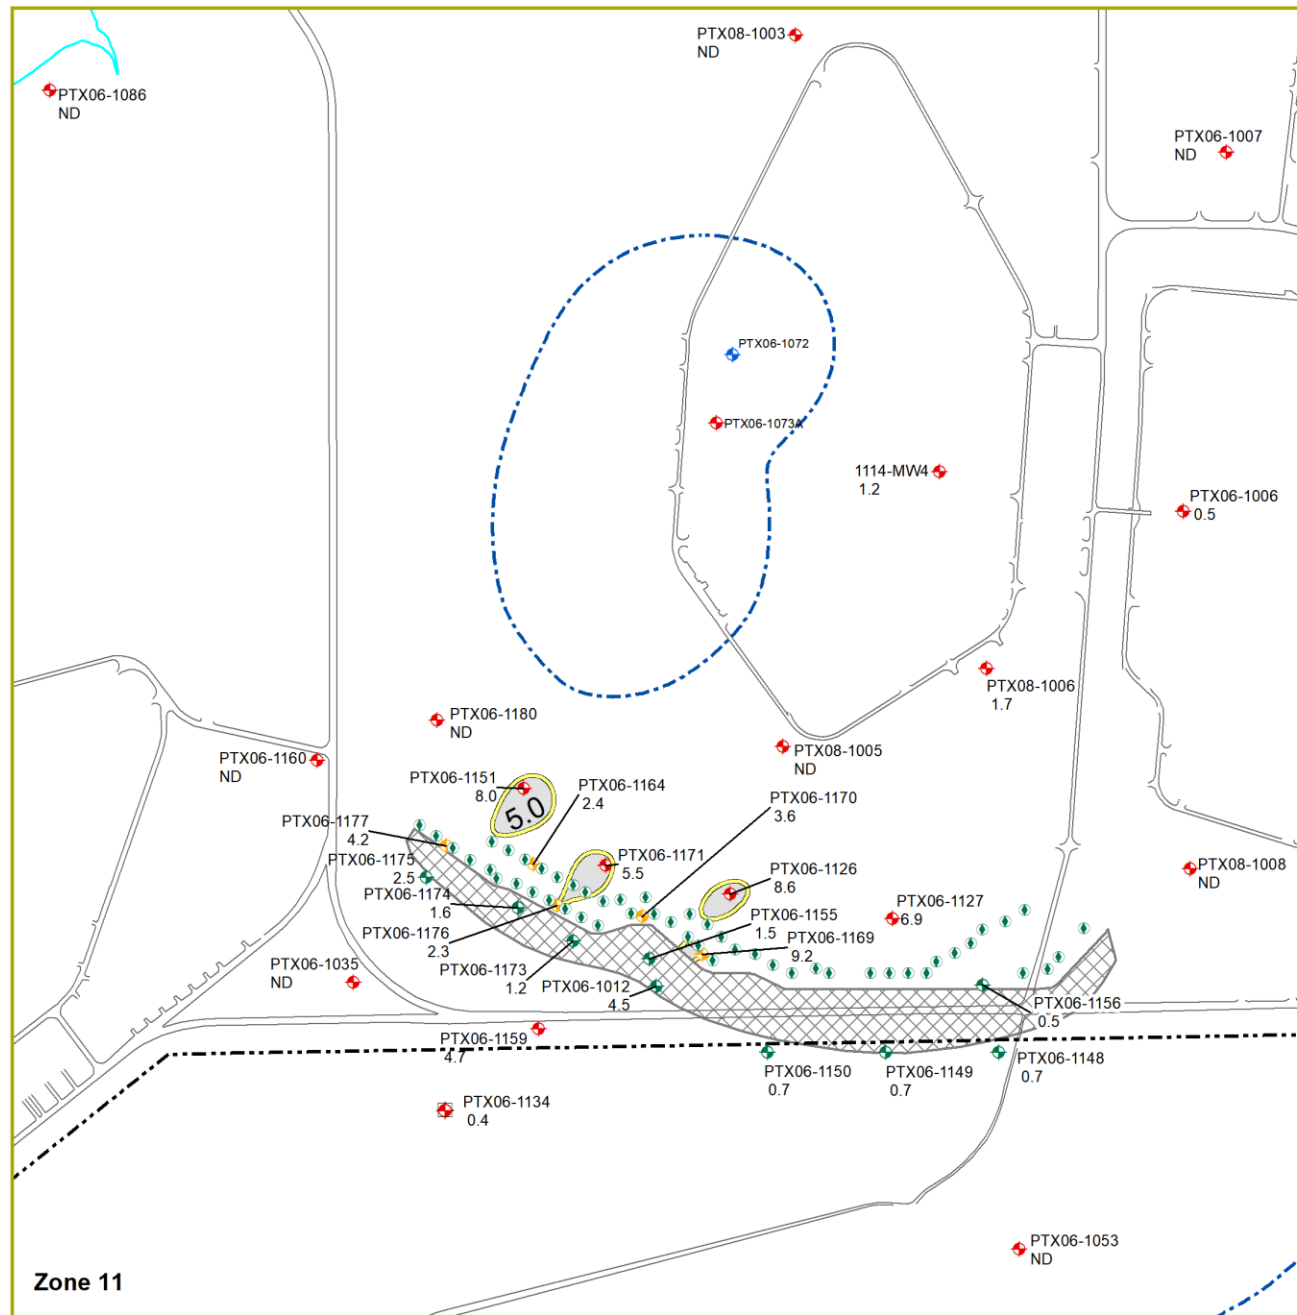 PTX08-1003
ND
PTX06-1086
ND
PTX06-1007
ND
PTX06-1072
PTX06-1073A
1114-MW4
1.2
PTX06-1006
0.5
PTX08-1006
1.7
PTX06-1180
ND
PTX08-1005
ND
PTX06-1160
ND
PTX06-1151
8.0
5.0
PTX06-1164
2.4
PTX06-1170
3.6
PTX06-1177
4.2
PTX06-1175
2.5
PTX06-1171
5.5
PTX06-1126
8.6
PTX08-1008
ND
PTX06-1174
1.6
PTX06-1127
6.9
PTX06-1155
1.5
PTX06-1176
2.3
PTX06-1169
9.2
PTX06-1173
1.2
PTX06-1035
ND
PTX06-1012
4.5
PTX06-1156
0.5
PTX06-1159
4.7
PTX06-1150
0.7
PTX06-1149
0.7
PTX06-1148
0.7
PTX06-1134
0.4
PTX06-1053
ND
Zone 11